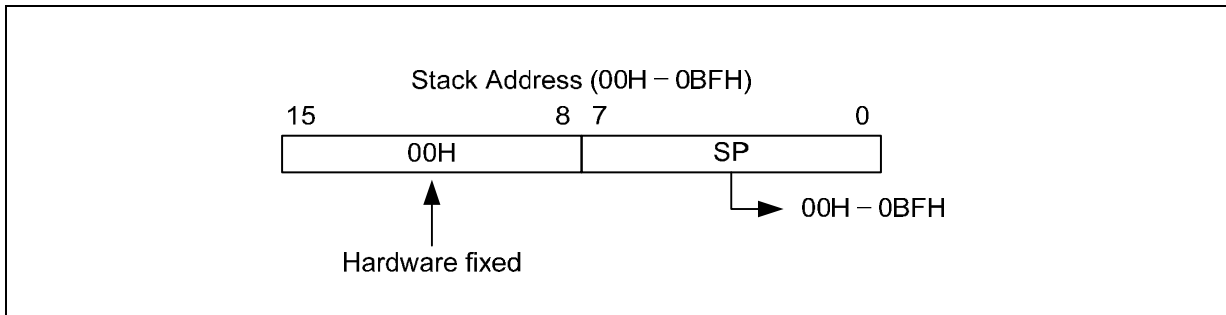 Stack Address (00H – 0BFH)
15 8 7 0
00H SP
00H – 0BFH
Hardware fixed